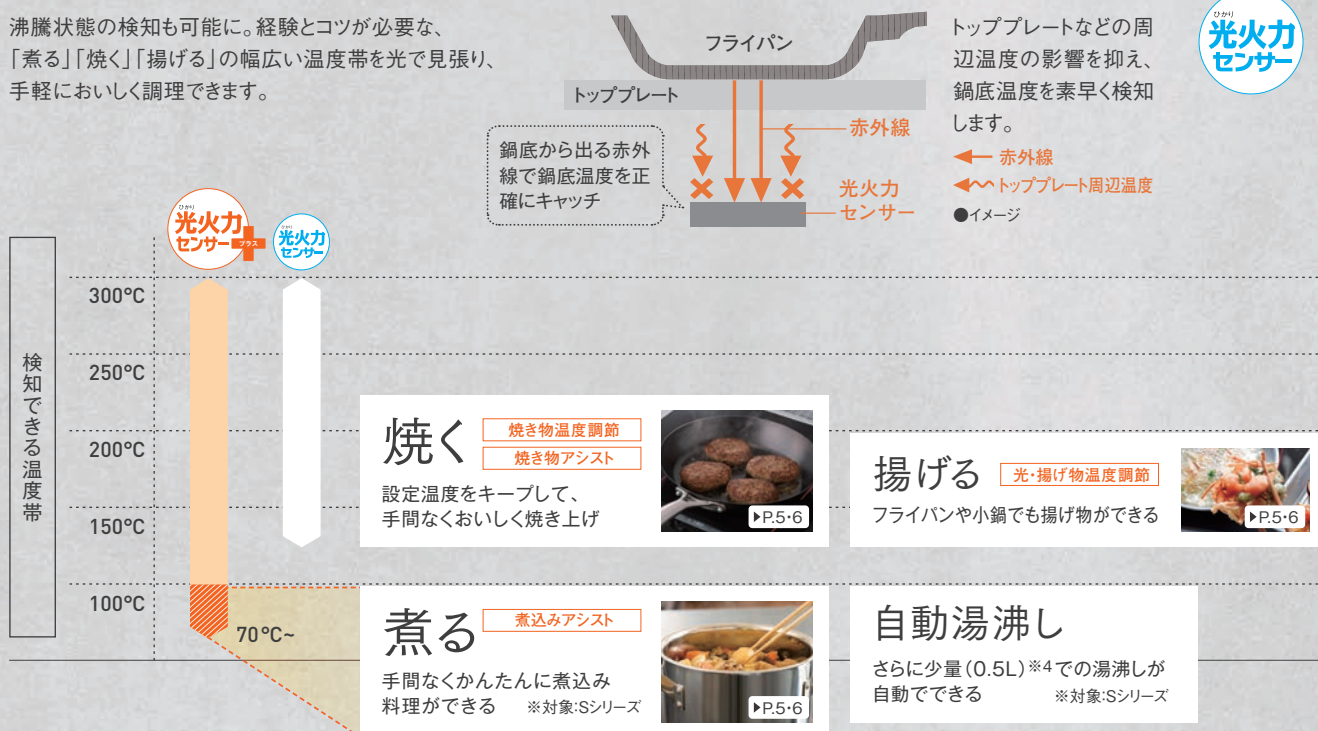 沸騰状態の検知も可能に。経験とコツが必要な、
「煮る」「焼く」「揚げる」の幅広い温度帯を光で見張り、
手軽においしく調理できます。
フライパン
トッププレート
赤外線
鍋底から出る赤外
線で鍋底温度を正
確にキャッチ
光火力
センサー
トッププレートなどの周
辺温度の影響を抑え、
鍋底温度を素早く検知
します。
赤外線
トッププレート周辺温度
●イメージ
ひかり
光火力
センサー
ひかり
光火力
センサー
プラス
ひかり
光火力
センサー
検知できる温度帯
300°C
250°C
200°C
150°C
100°C
70°C~
焼く
焼き物温度調節
焼き物アシスト
設定温度をキープして、
手間なくおいしく焼き上げ
▶P.5・6
揚げる
光・揚げ物温度調節
フライパンや小鍋でも揚げ物ができる
▶P.5・6
煮る
煮込みアシスト
手間なくかんたんに煮込み
料理ができる ※対象:Sシリーズ
▶P.5・6
自動湯沸し
さらに少量(0.5L)※4での湯沸しが
自動でできる ※対象:Sシリーズ